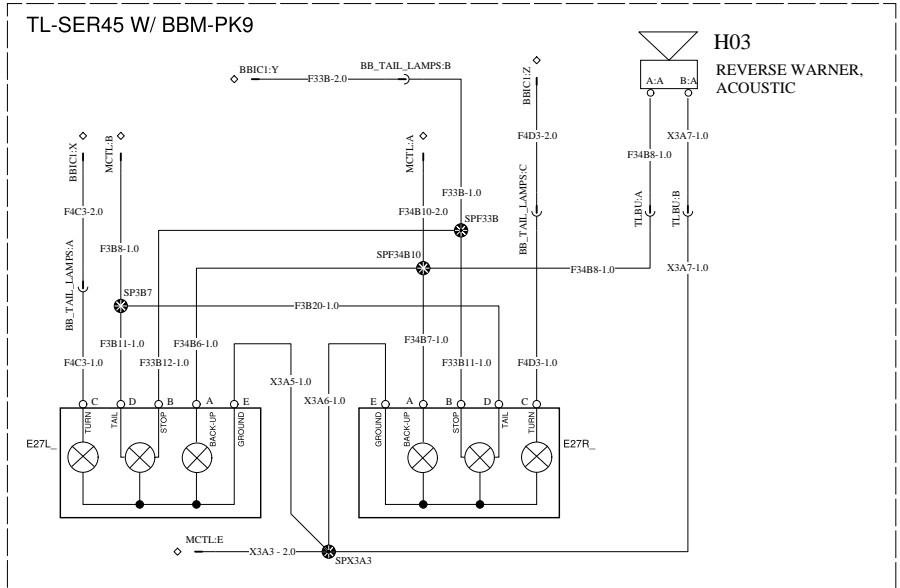 TL-SER45 W/ BBM-PK9
H03
REVERSE WARNER,
ACOUSTIC
A:A B:A
BBIC1:Y
F33B-2.0
BB_TAIL_LAMPS:B
BBIC1:Z
F4D3-2.0
BB_TAIL_LAMPS:C
F34B8-1.0
X3A7-1.0
TLBU:A
TLBU:B
BBIC1:X
MCTL:B
MCTL:A
F4C3-2.0
F34B10-2.0
F33B-1.0
SPF33B
BB_TAIL_LAMPS:A
F3B8-1.0
SPF34B10
F34B8-1.0
X3A7-1.0
SP3B7
F3B20-1.0
F3B11-1.0
F34B6-1.0
F34B7-1.0
F4C3-1.0
F33B12-1.0
F33B11-1.0
F4D3-1.0
X3A5-1.0
X3A6-1.0
C D B A E
E A B D C
TURN
TAIL
STOP
BACK-UP
GROUND
GROUND
BACK-UP
STOP
TAIL
TURN
E27L_
E27R_
MCTL:E
X3A3 - 2.0
SPX3A3